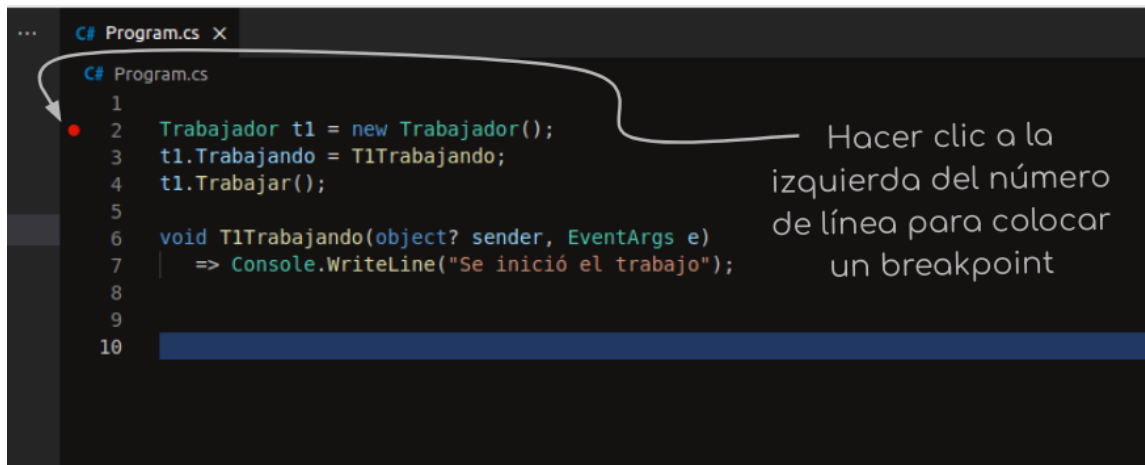 ... C# Program.cs ×
C# Program.cs
1
2 Trabajador t1 = new Trabajador();
3 t1.Trabajando = T1Trabajando;
4 t1.Trabajar();
5
6 void T1Trabajando(object? sender, EventArgs e)
7 => Console.WriteLine("Se inició el trabajo");
8
9
10
Hacer clic a la
izquierda del número
de línea para colocar
un breakpoint